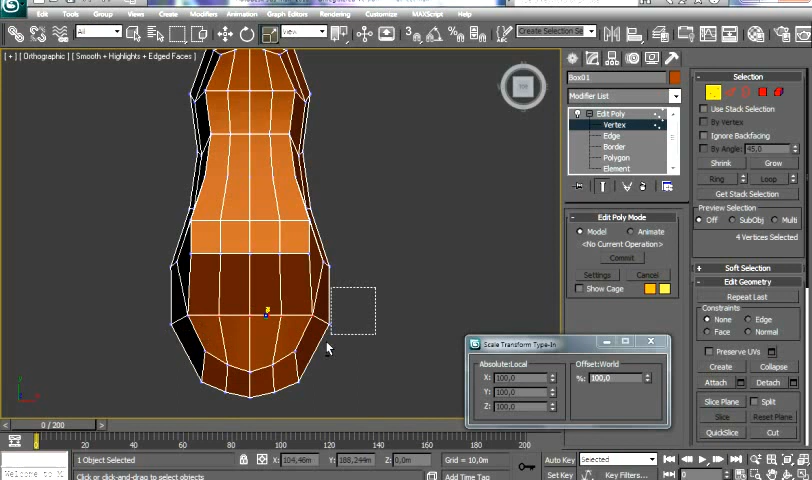 Edit Tools Group Views Create Modifiers Animation Graph Editors Rendering Customize MAXScript Help
All View Create Selection Se
[ + ] [ Orthographic ] [ Smooth + Highlights + Edged Faces ]
TOP
Box01
Modifier List
Edit Poly
Vertex
Edge
Border
Polygon
Element
Edit Poly Mode
Model Animate
<No Current Operation>
Commit
Settings Cancel
Show Cage
Selection
Use Stack Selection
By Vertex
Ignore Backfacing
By Angle: 45,0
Shrink Grow
Ring Loop
Get Stack Selection
Preview Selection
Off SubObj Multi
4 Vertices Selected
Soft Selection
Edit Geometry
Repeat Last
Constraints
None Edge
Face Normal
Preserve UVs
Create Collapse
Attach Detach
Slice Plane Split
Slice Reset Plane
QuickSlice Cut
Scale Transform Type-In
Absolute:Local Offset:World
X: 100,0 %: 100,0
Y: 100,0
Z: 100,0
0 / 200
0 20 40 60 80 100 120 140 160 180 200
Welcome to M
1 Object Selected X: 104,46m Y: 188,244m Z: 0,0m Grid = 10,0m
Click or click-and-drag to select objects Add Time Tag
Auto Key Selected
Set Key Key Filters... 0